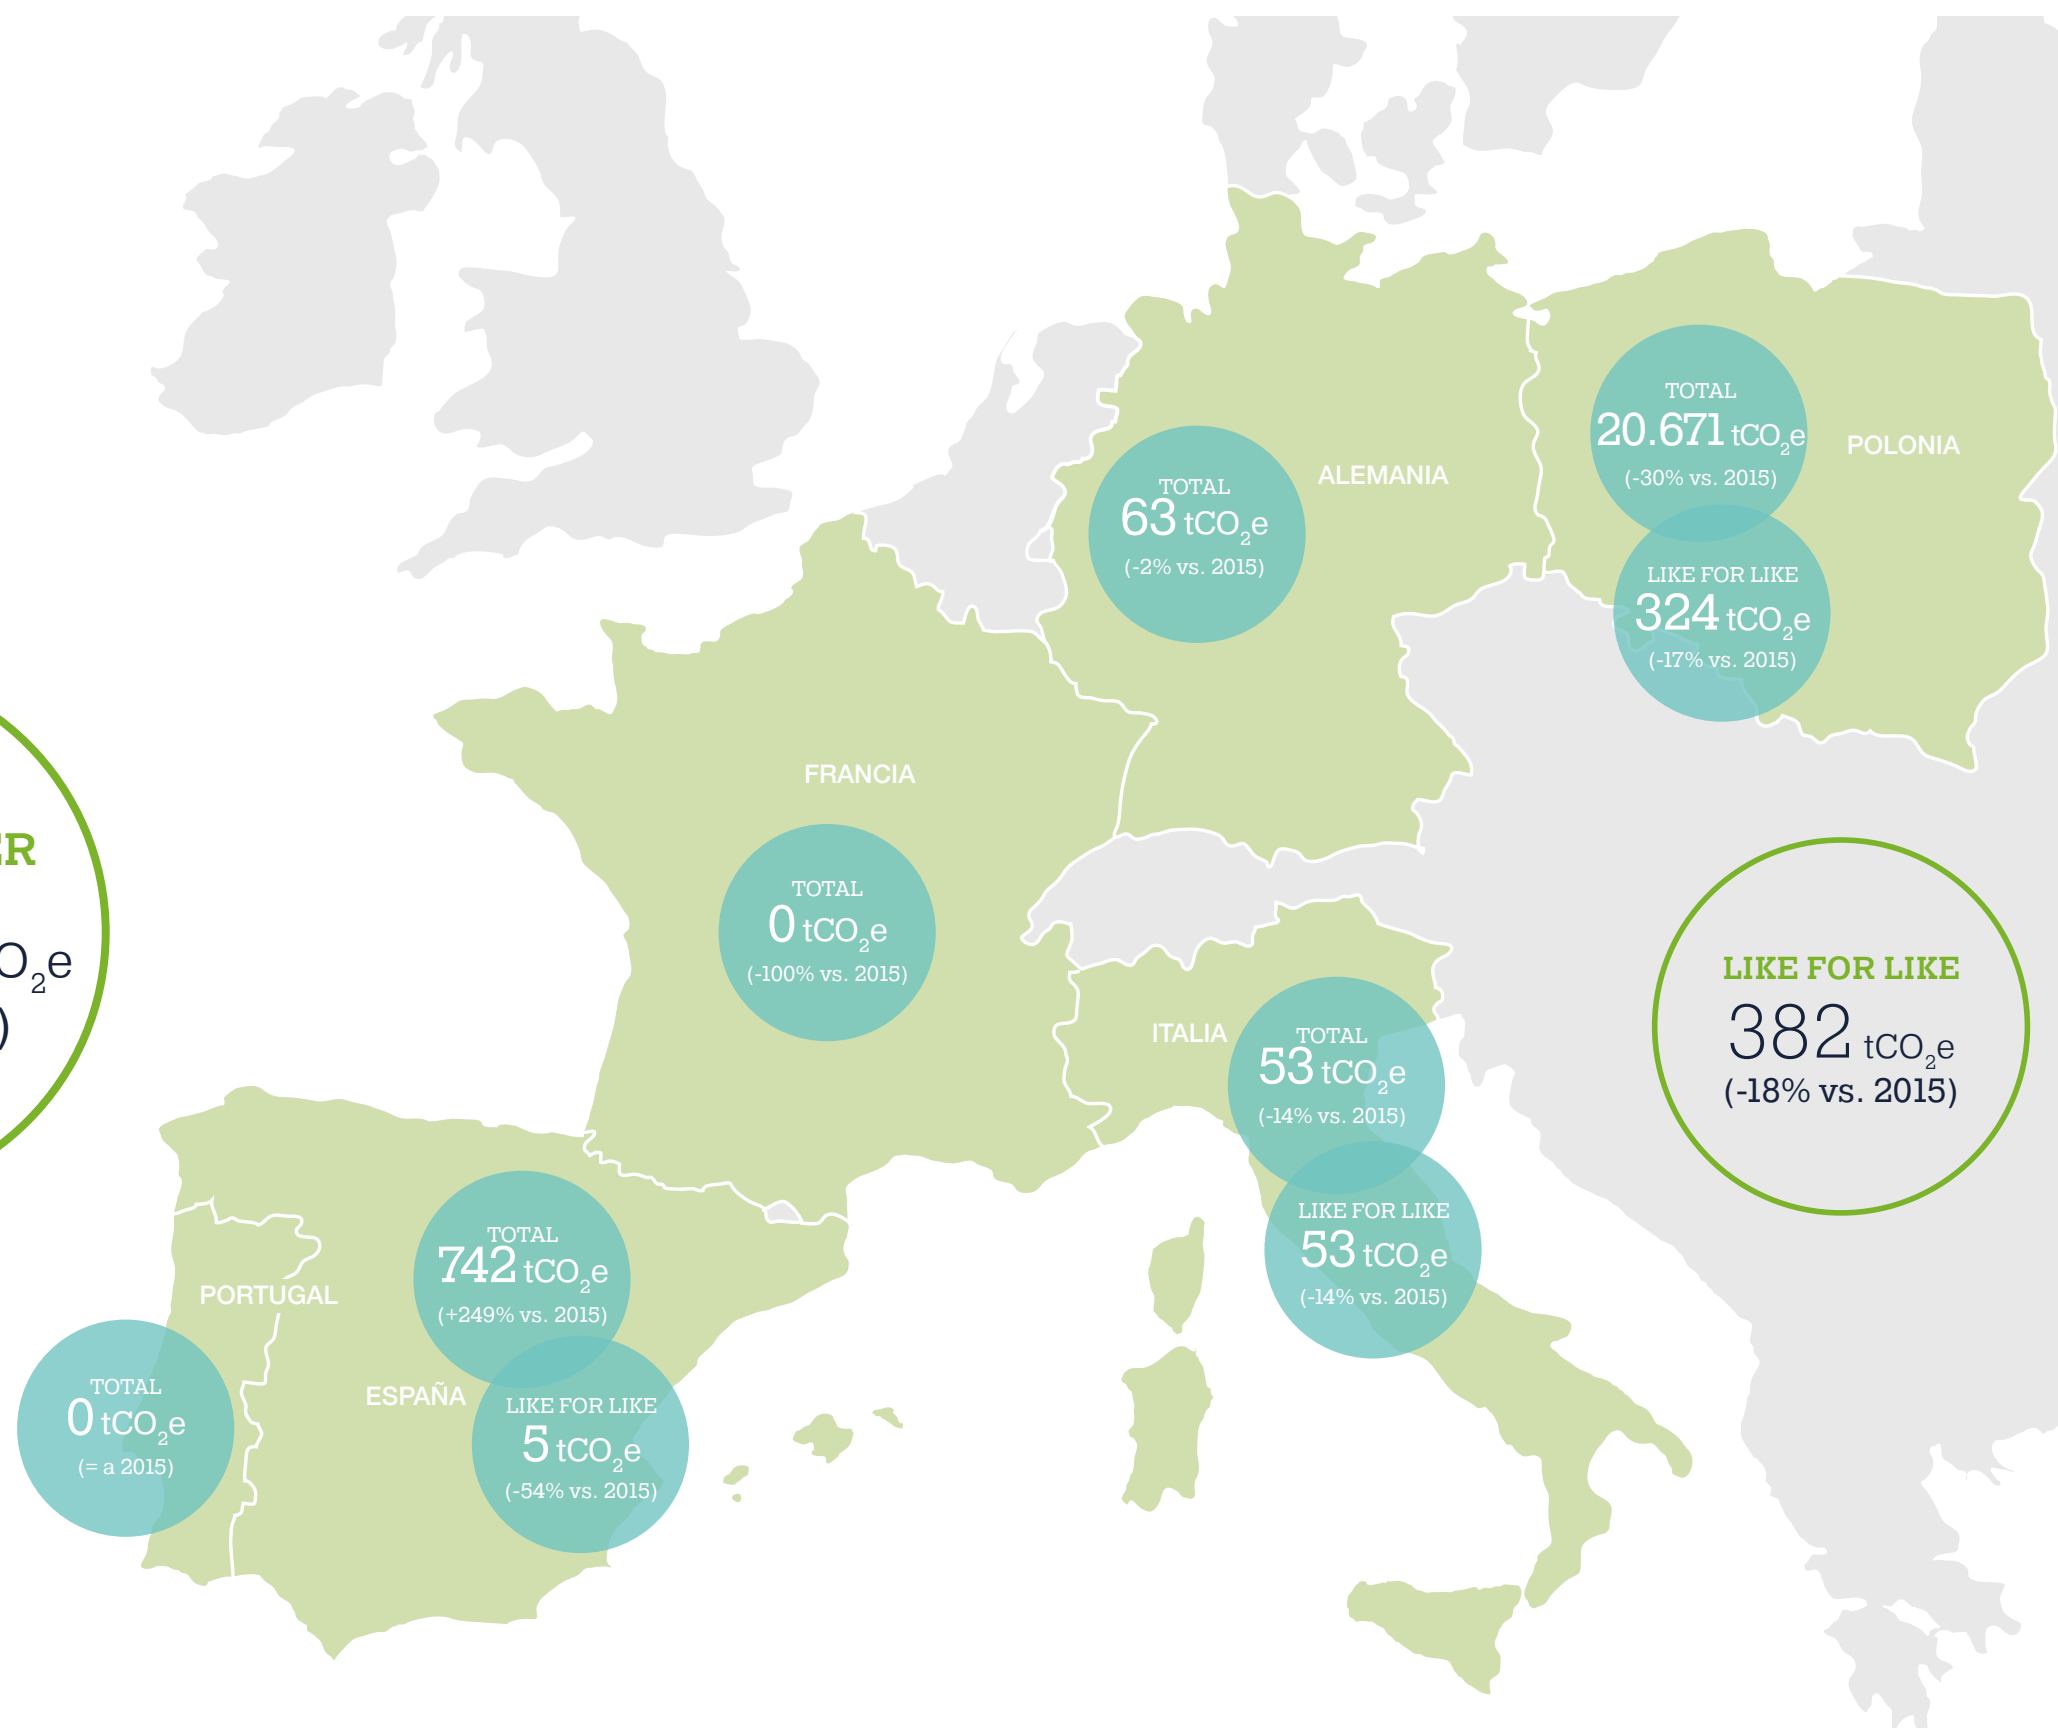 TOTAL
20.671 tCO2e
(-30% vs. 2015)
POLONIA
LIKE FOR LIKE
324 tCO2e
(-17% vs. 2015)
ALEMANIA
TOTAL
63 tCO2e
(-2% vs. 2015)
FRANCIA
TOTAL
0 tCO2e
(-100% vs. 2015)
LIKE FOR LIKE
382 tCO2e
(-18% vs. 2015)
ITALIA
TOTAL
53 tCO2e
(-14% vs. 2015)
LIKE FOR LIKE
53 tCO2e
(-14% vs. 2015)
TOTAL
742 tCO2e
(+249% vs. 2015)
ESPAÑA
LIKE FOR LIKE
5 tCO2e
(-54% vs. 2015)
PORTUGAL
TOTAL
0 tCO2e
(= a 2015)